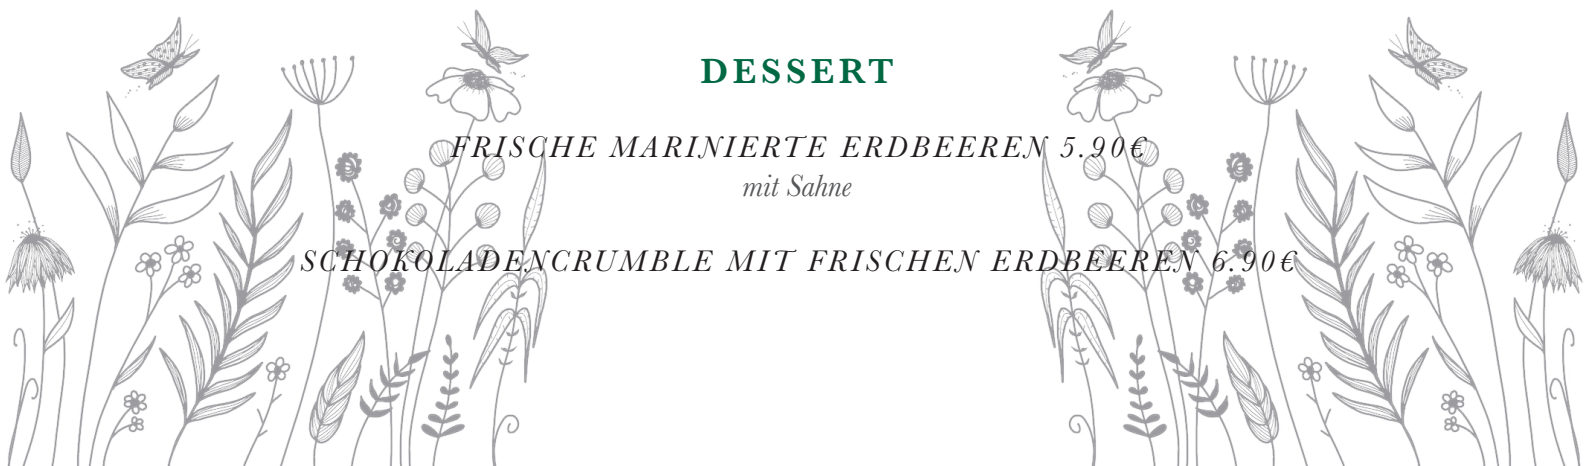 DESSERT
FRISCHE MARINIERTE ERDBEEREN 5.90€
mit Sahne
SCHOKOLADENCRUMBLE MIT FRISCHEN ERDBEEREN 6.90€